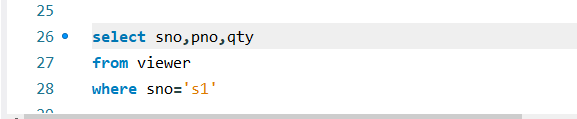 25
26 select sno,pno,qty
27 from viewer
28 where sno='s1'